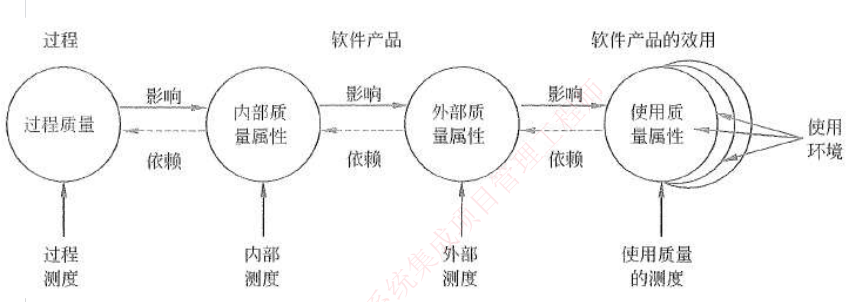 过程
软件产品
软件产品的效用
影响
影响
影响
过程质量
内部质
量属性
外部质
量属性
使用质
量属性
使用
环境
依赖
依赖
依赖
过程
测度
内部
测度
外部
测度
使用质量
的测度
系统集成项目管理工程师